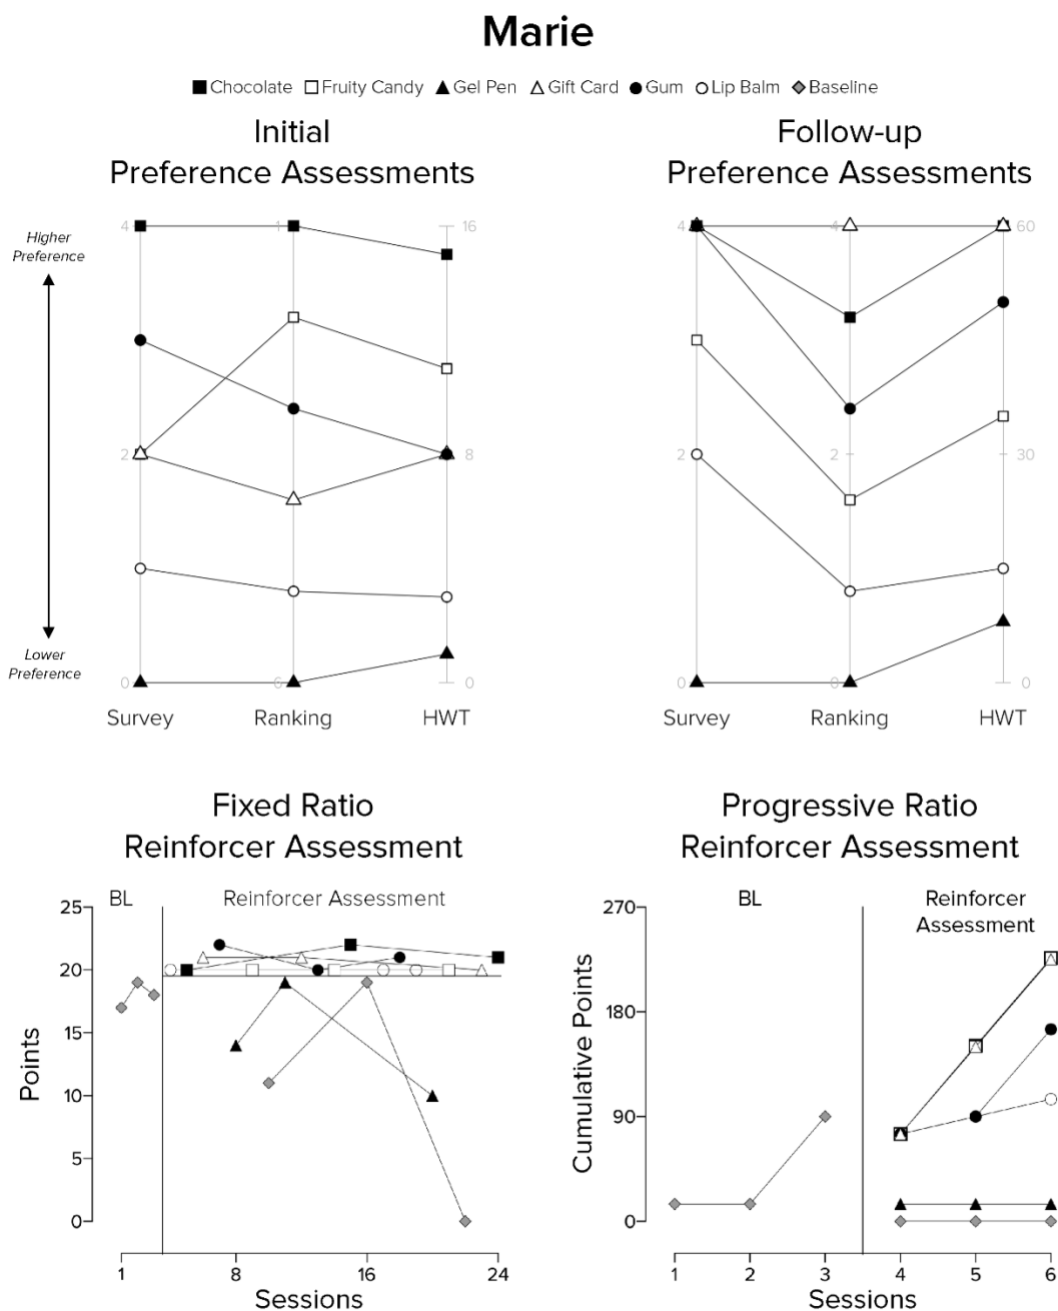 Marie
Chocolate Fruity Candy Gel Pen Gift Card Gum Lip Balm Baseline
Initial
Preference Assessments
Higher
Preference
Lower
Preference
4 1 16
2 8
0 6 0
Survey Ranking HWT
Follow-up
Preference Assessments
4 4 60
2 2 30
0 0 0
Survey Ranking HWT
Fixed Ratio
Reinforcer Assessment
BL Reinforcer Assessment
25
20
15
10
5
0
Points
1 8 16 24
Sessions
Progressive Ratio
Reinforcer Assessment
BL Reinforcer
Assessment
270
180
90
0
Cumulative Points
1 2 3 4 5 6
Sessions